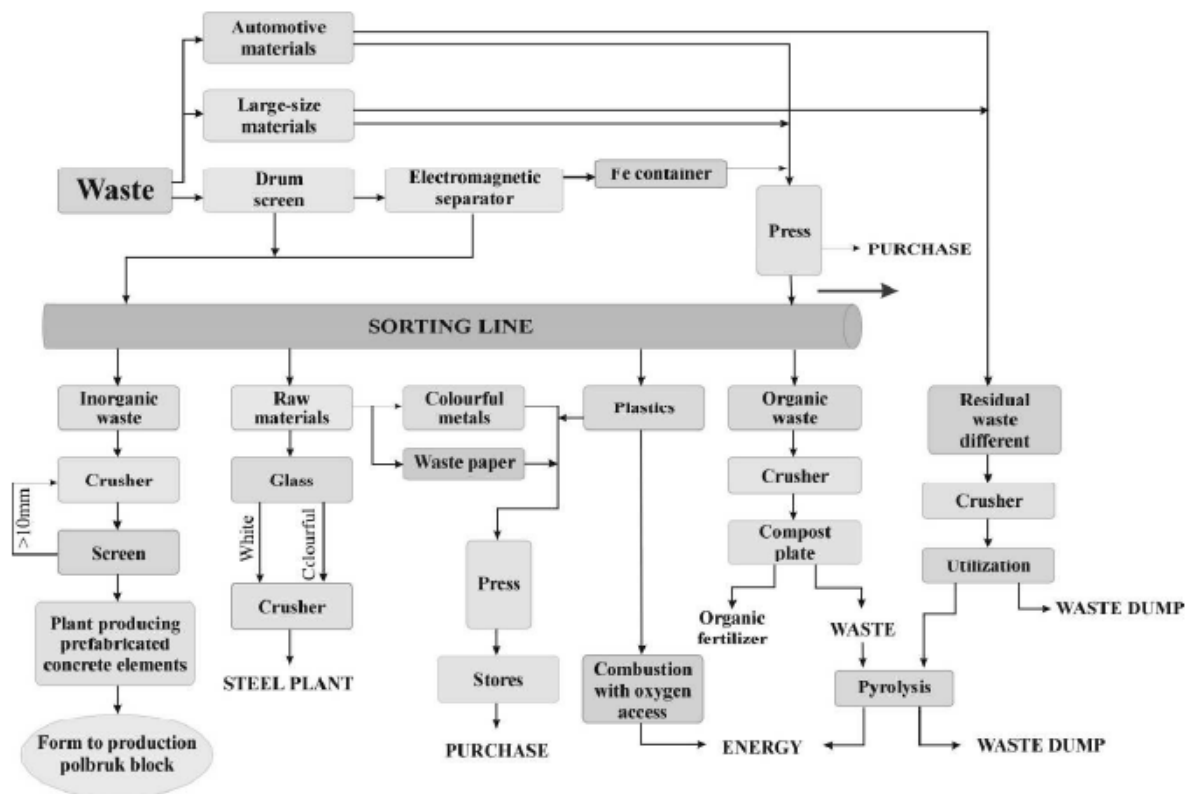 Automotive
materials
Large-size
materials
Waste
Drum
screen
Electromagnetic
separator
Fe container
Press
PURCHASE
SORTING LINE
Inorganic
waste
Raw
materials
Colourful
metals
Plastics
Organic
waste
Residual
waste
different
Waste paper
Crusher
Glass
Crusher
Crusher
>10mm
White
Colourful
Screen
Press
Compost
plate
Utilization
Crusher
Organic
fertilizer
WASTE
WASTE DUMP
Plant producing
prefabricated
concrete elements
STEEL PLANT
Stores
Combustion
with oxygen
access
Pyrolysis
Form to production
polbruk block
PURCHASE
ENERGY
WASTE DUMP